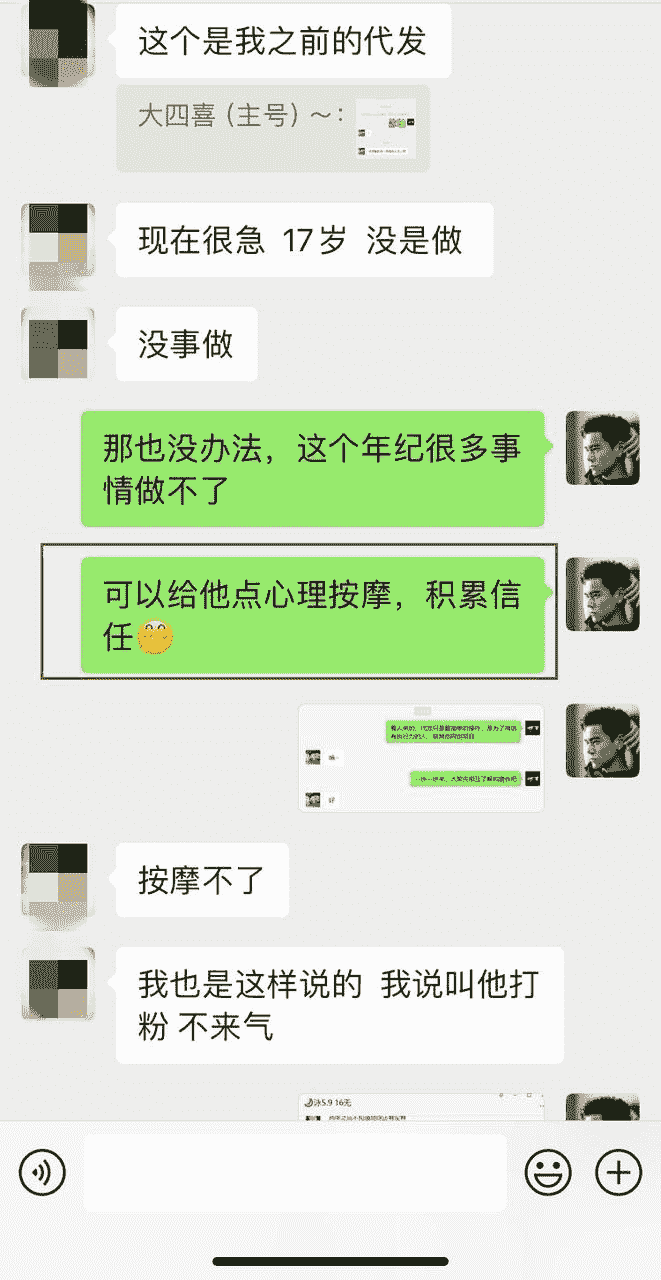 这个是我之前的代发
大四喜 (主号) ～:
现在很急 17岁 没是做
没事做
那也没办法，这个年纪很多事
情做不了
可以给他点心理按摩，积累信
任
按摩不了
我也是这样说的 我说叫他打
粉 不来气